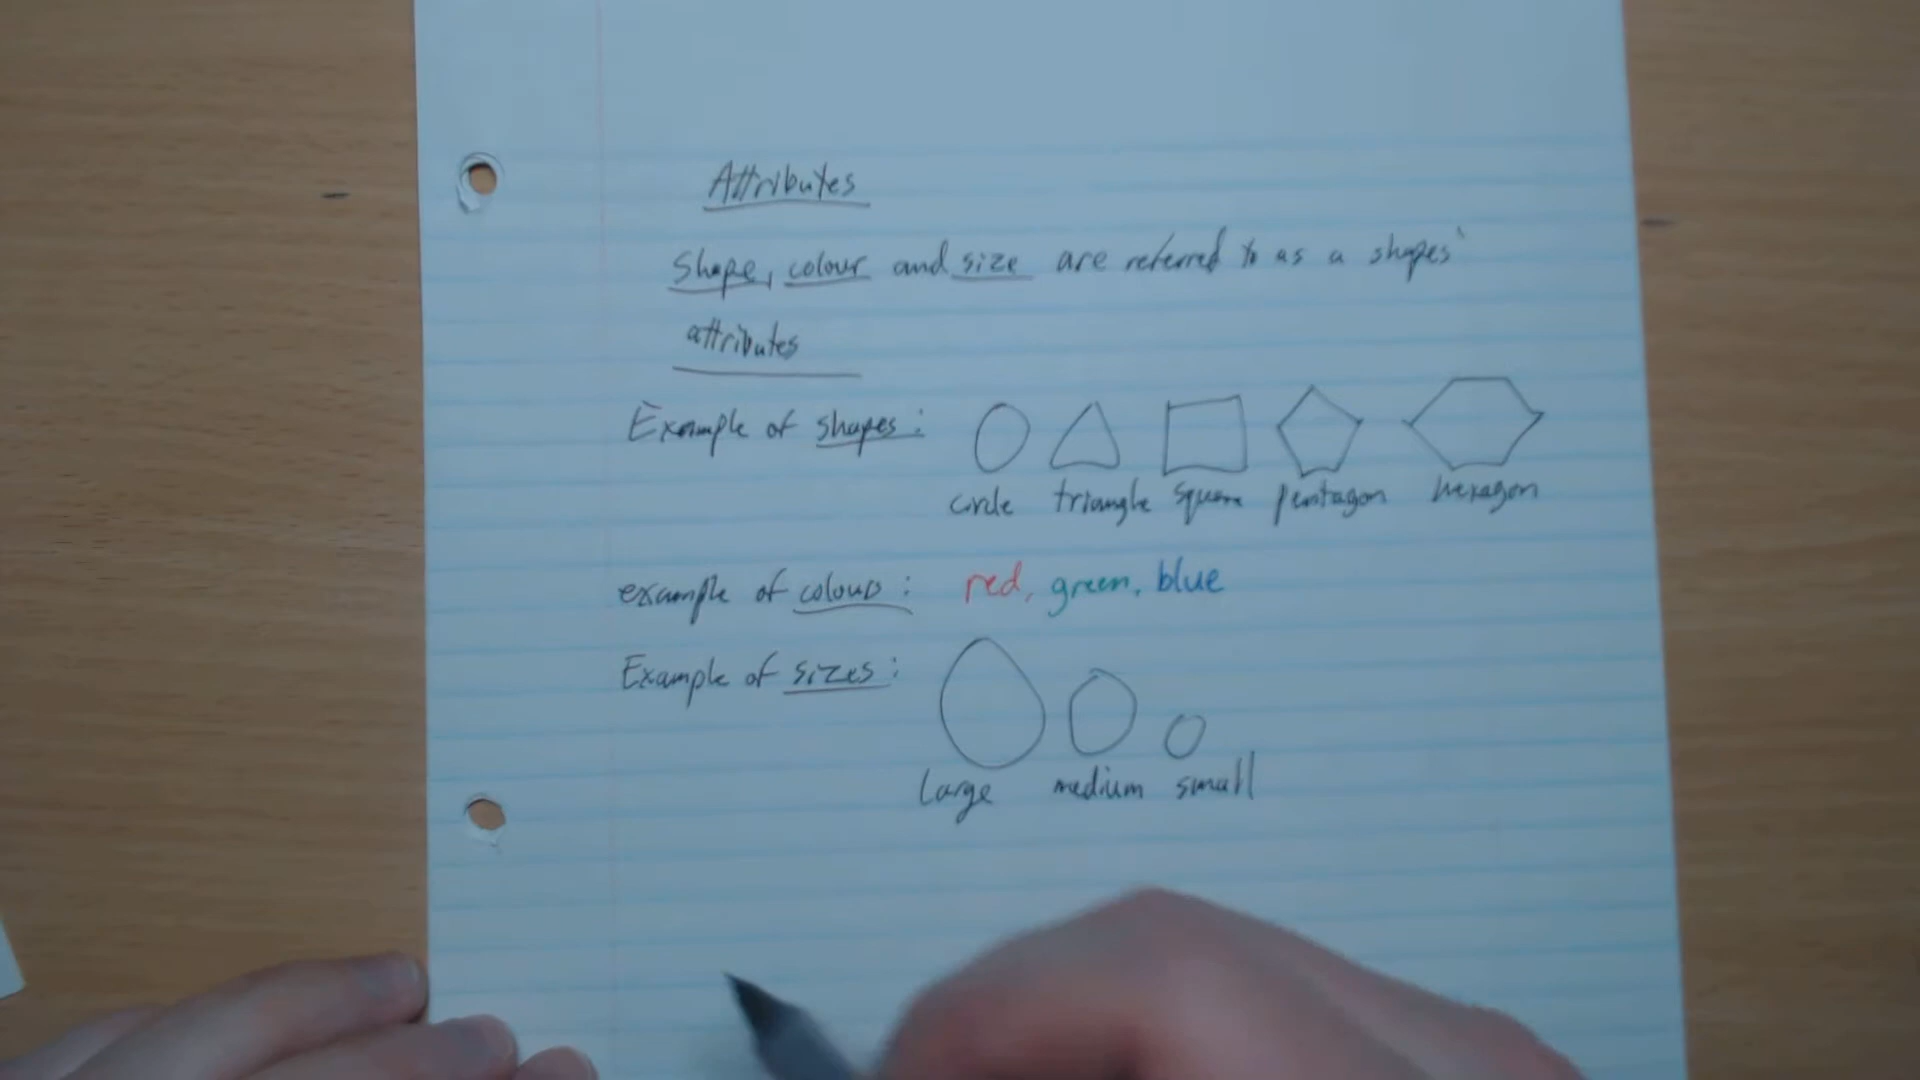 Attributes
Shape, colour and size are referred to as a shapes'
attributes
Example of shapes:
circle triangle square pentagon hexagon
example of colours: red, green, blue
Example of sizes:
large medium small